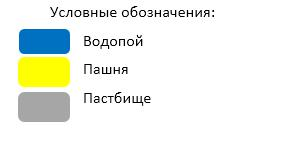 Условные обозначения:
Водопой
Пашня
Пастбище